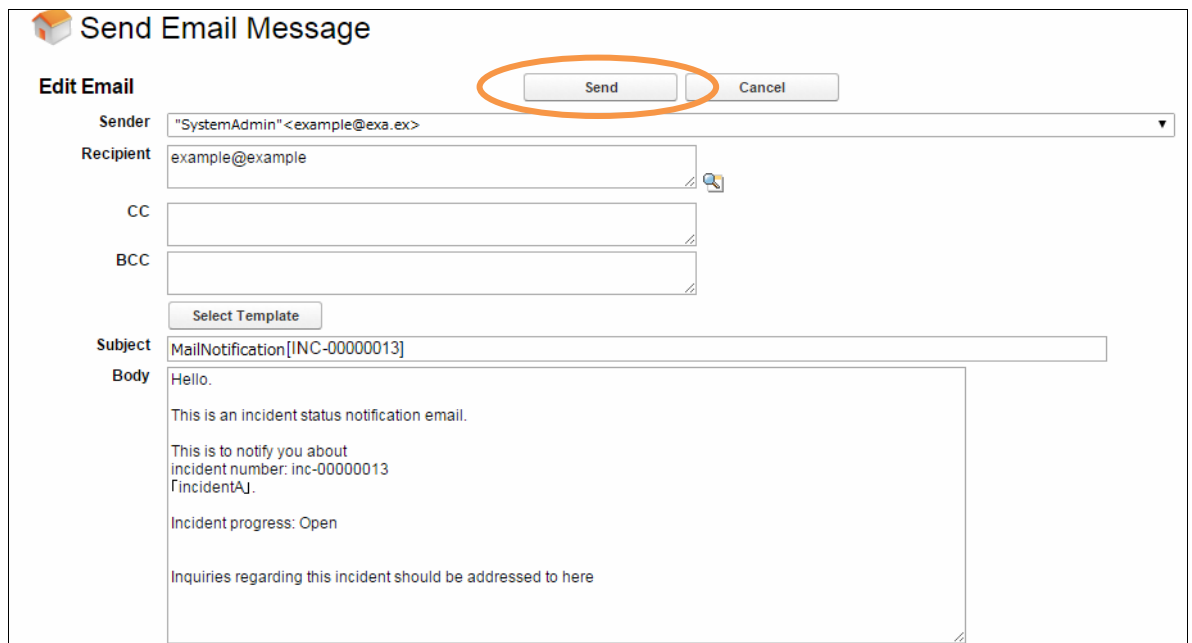 Send Email Message
Edit Email
Send
Cancel
Sender
"SystemAdmin"<example@exa.ex>
Recipient
example@example
CC
BCC
Select Template
Subject
MailNotification[INC-00000013]
Body
Hello.
This is an incident status notification email.
This is to notify you about
incident number: inc-00000013
｢incidentA｣.
Incident progress: Open
Inquiries regarding this incident should be addressed to here